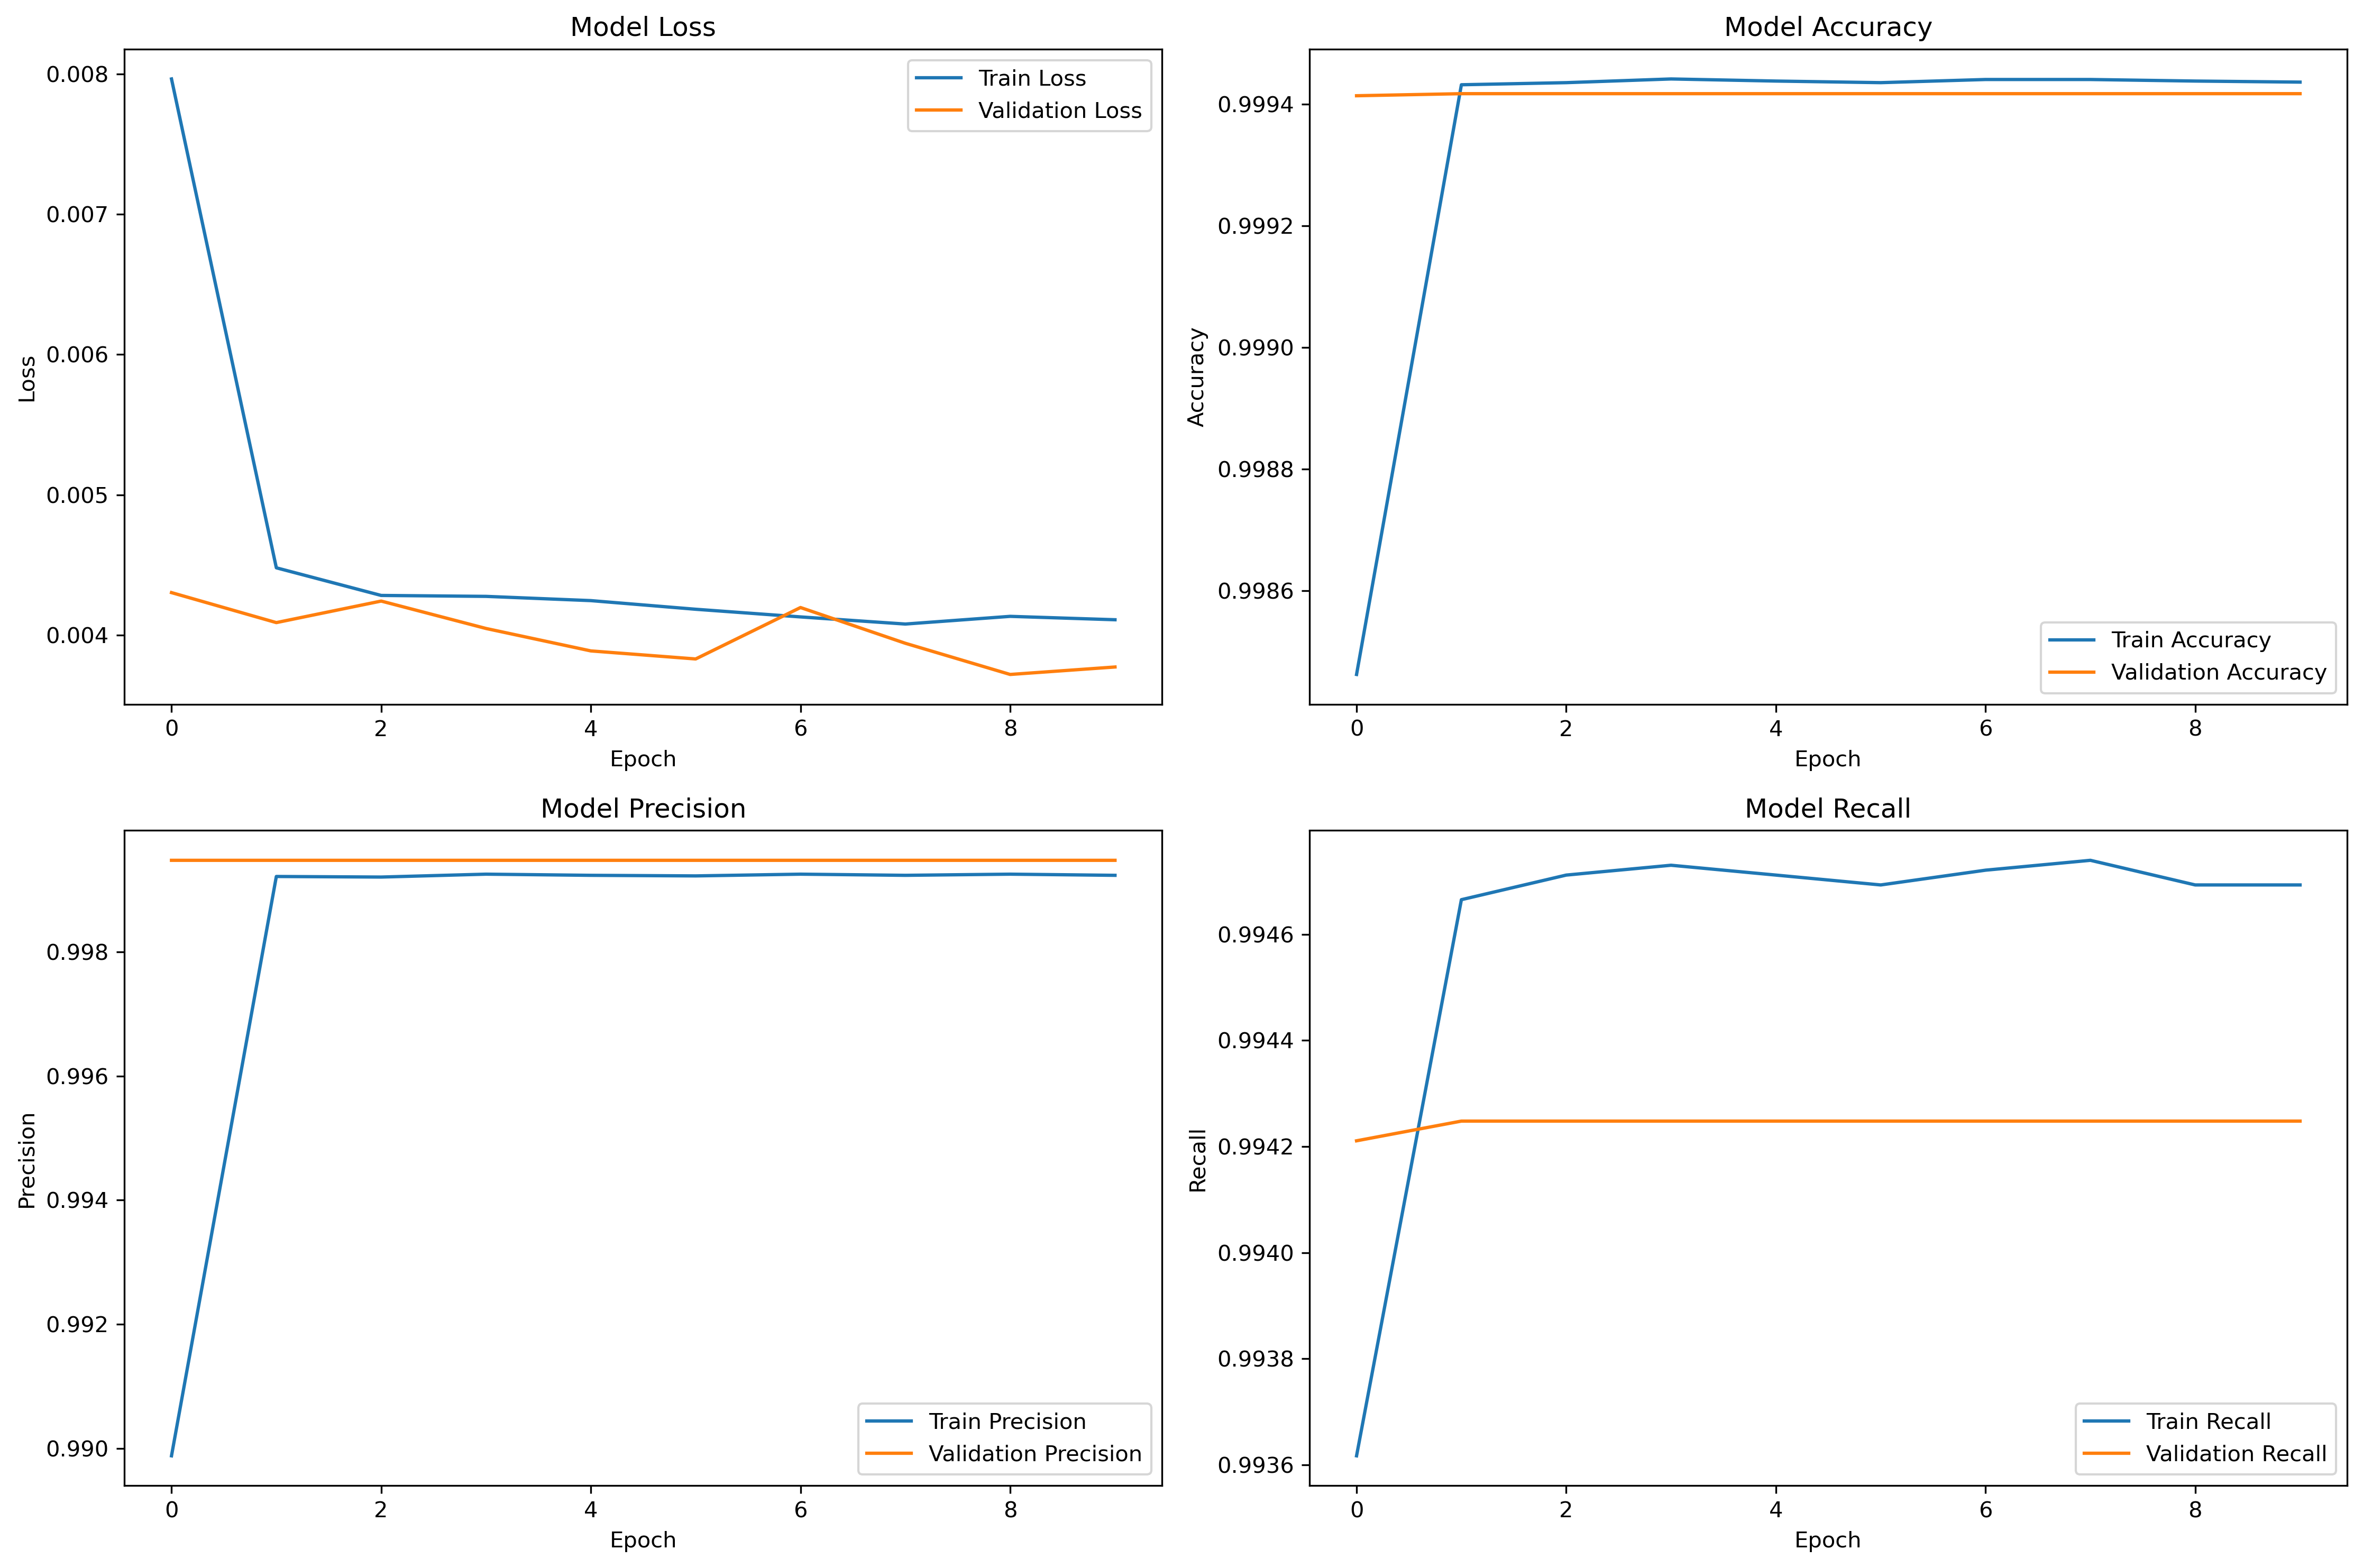 Model Loss
0.008
0.007
0.006
0.005
0.004
Loss
Train Loss
Validation Loss
0 2 4 6 8
Epoch
Model Accuracy
0.9994
0.9992
0.9990
0.9988
0.9986
Accuracy
Train Accuracy
Validation Accuracy
0 2 4 6 8
Epoch
Model Precision
0.998
0.996
0.994
0.992
0.990
Precision
Train Precision
Validation Precision
0 2 4 6 8
Epoch
Model Recall
0.9946
0.9944
0.9942
0.9940
0.9938
0.9936
Recall
Train Recall
Validation Recall
0 2 4 6 8
Epoch